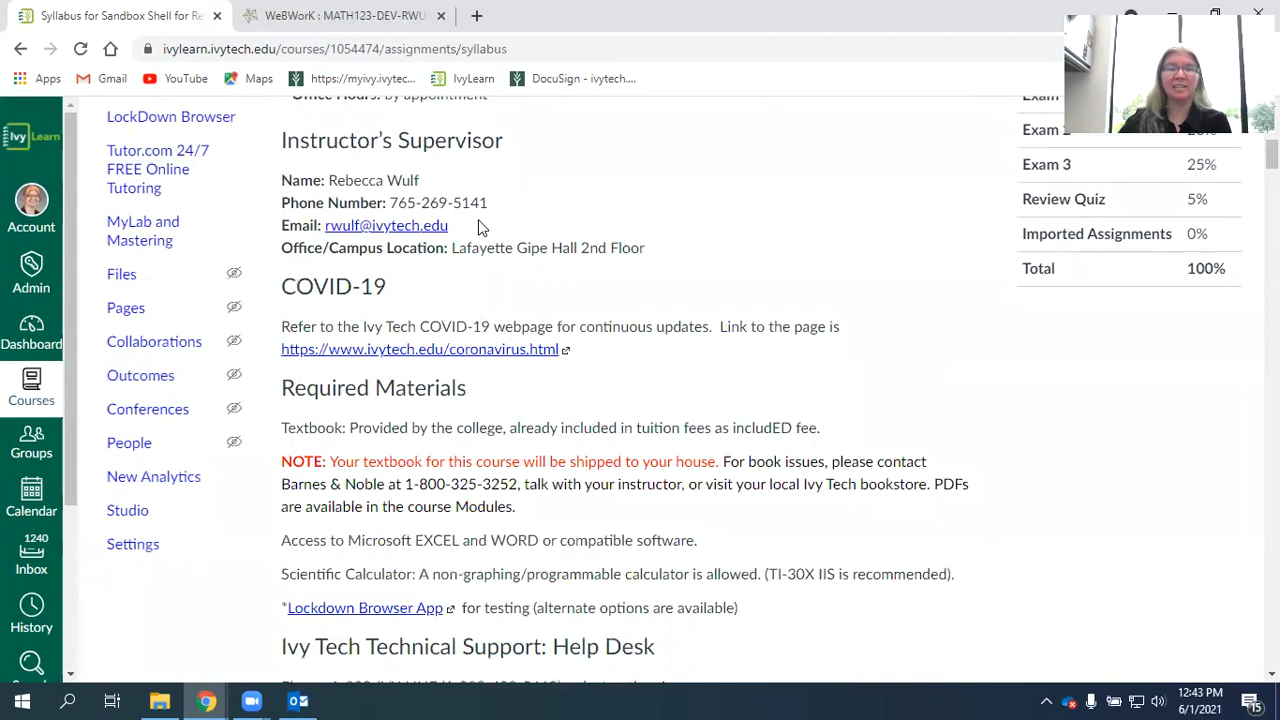 Syllabus for Sandbox Shell for Re
WeBWorK : MATH123-DEV-RWU
ivylearn.ivytech.edu/courses/1054474/assignments/syllabus
Apps
Gmail
YouTube
Maps
https://myivy.ivytec...
IvyLearn
DocuSign - ivytech....
Ivy Learn
Account
Admin
Dashboard
Courses
Groups
Calendar
1240
Inbox
History
LockDown Browser
Tutor.com 24/7
FREE Online
Tutoring
MyLab and
Mastering
Files
Pages
Collaborations
Outcomes
Conferences
People
New Analytics
Studio
Settings
Office Hours: by appointment
Instructor's Supervisor
Name: Rebecca Wulf
Phone Number: 765-269-5141
Email: rwulf@ivytech.edu
Office/Campus Location: Lafayette Gipe Hall 2nd Floor
COVID-19
Refer to the Ivy Tech COVID-19 webpage for continuous updates. Link to the page is
https://www.ivytech.edu/coronavirus.html
Required Materials
Textbook: Provided by the college, already included in tuition fees as includED fee.
NOTE: Your textbook for this course will be shipped to your house. For book issues, please contact
Barnes & Noble at 1-800-325-3252, talk with your instructor, or visit your local Ivy Tech bookstore. PDFs
are available in the course Modules.
Access to Microsoft EXCEL and WORD or compatible software.
Scientific Calculator: A non-graphing/programmable calculator is allowed. (TI-30X IIS is recommended).
*Lockdown Browser App for testing (alternate options are available)
Ivy Tech Technical Support: Help Desk
Exam
Exam 2
Exam 3 25%
Review Quiz 5%
Imported Assignments 0%
Total 100%
12:43 PM
6/1/2021
15